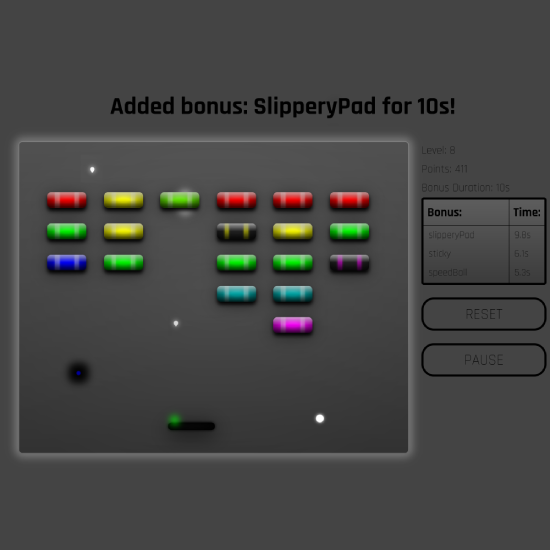 Added bonus: SlipperyPad for 10s!
Level: 8
Points: 411
Bonus Duration: 10s
Bonus: Time:
slipperyPad 9.8s
sticky 6.1s
speedBall 5.2s
RESET
PAUSE